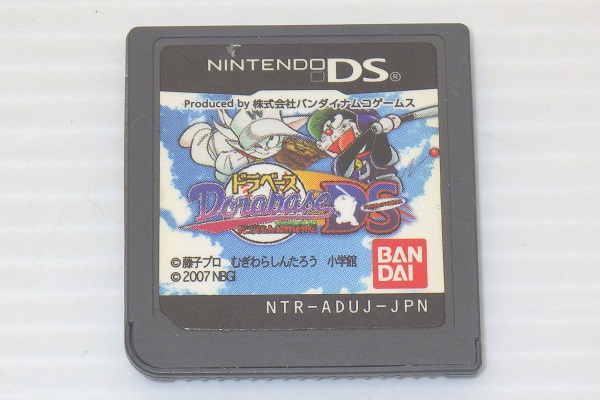 NINTENDO DS®
Produced by 株式会社バンダイナムコゲームス
ドラベース
Dorabase
DS
©藤子プロ むぎわらしんたろう 小学館
©2007 NBGI
BAN
DAI
NTR-ADUJ-JPN